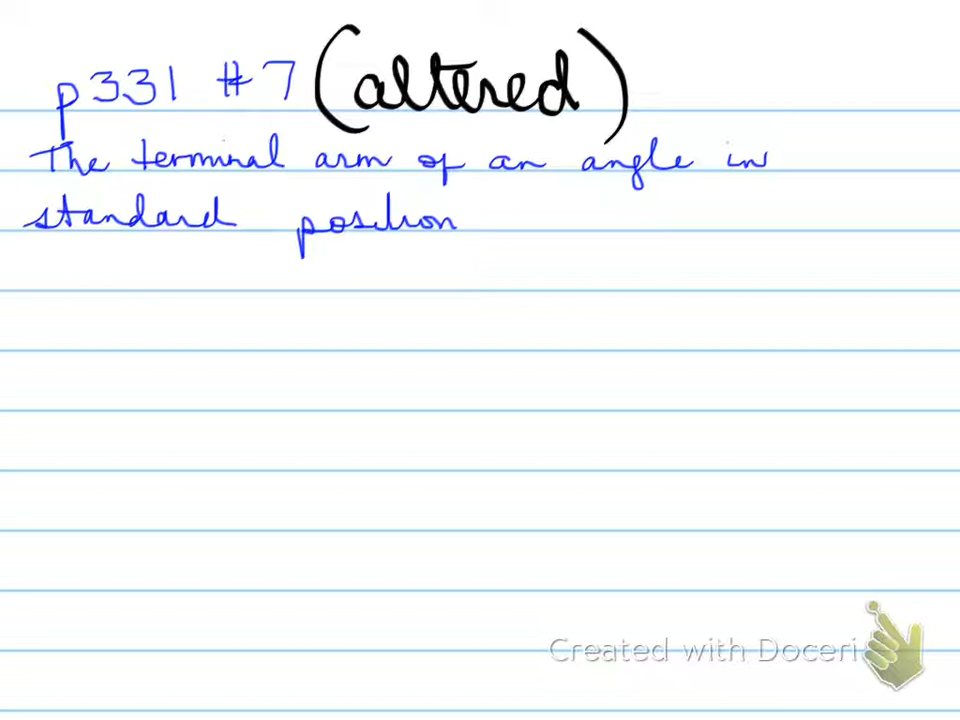 p331 #7 (altered)
The terminal arm of an angle in
standard position
Created with Doceri